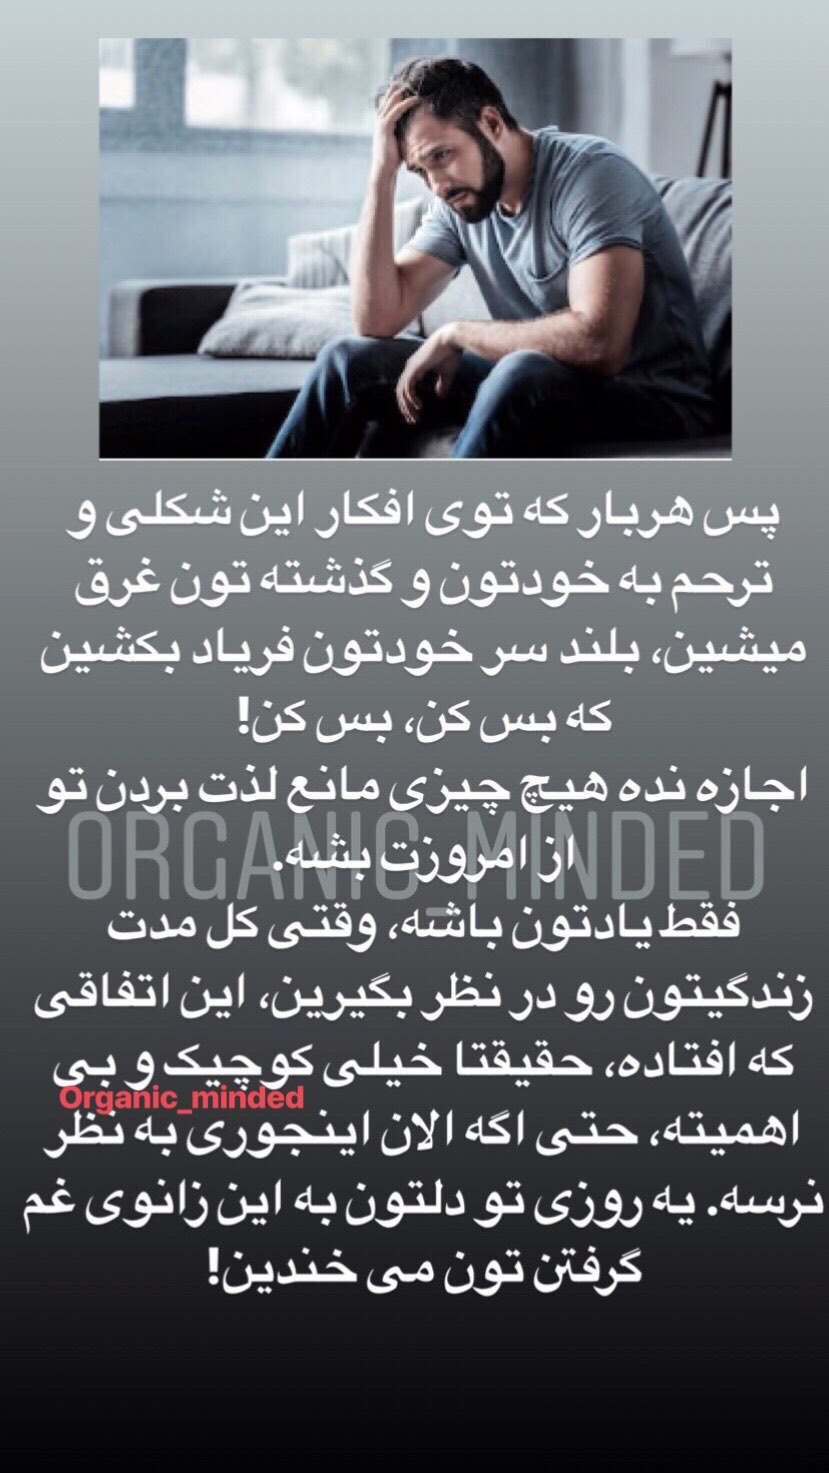 پس هربار که توی افکار این شکلی و
ترحم به خودتون و گذشته تون غرق
میشین، بلند سر خودتون فریاد بکشین
که بس کن، بس کن!
اجازه نده هیچ چیزی مانع لذت بردن تو
از امروزت بشه.
ORGANIC_MINDED
فقط یادتون باشه، وقتی کل مدت
زندگیتون رو در نظر بگیرین، این اتفاقی
که افتاده، حقیقتا خیلی کوچیک و بی
Organic_minded
اهمیته، حتی اگه الان اینجوری به نظر
نرسه. یه روزی تو دلتون به این زانوی غم
گرفتن تون می خندین!